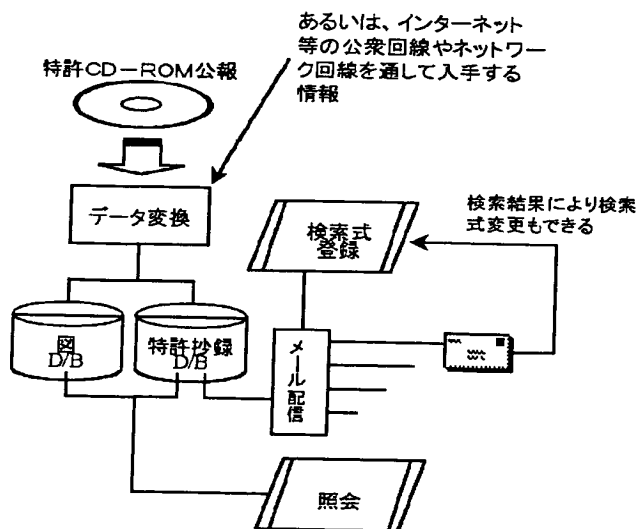 あるいは、インターネット
等の公衆回線やネットワー
ク回線を通して入手する
情報
特許CD-ROM公報
データ変換
検索式
登録
検索結果により検索
式変更もできる
図
D/B
特許抄録
D/B
メール配信
照会